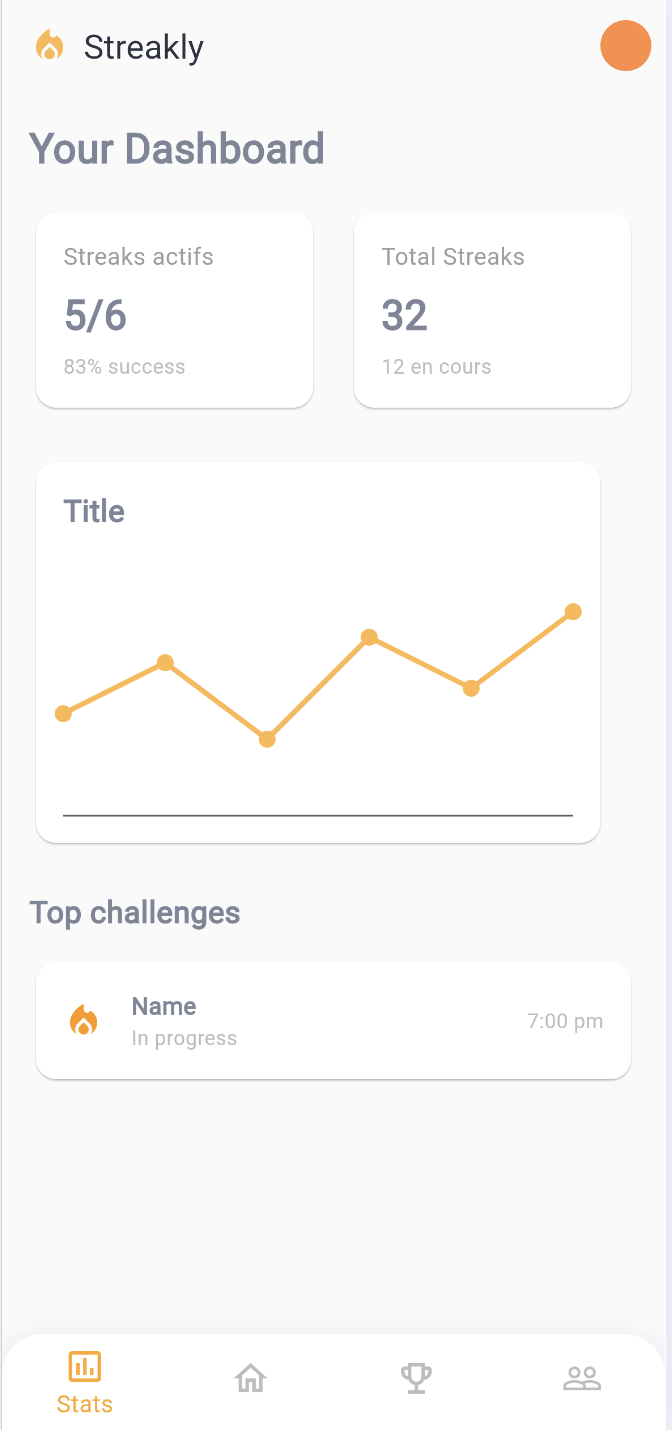 Streakly
Your Dashboard
Streaks actifs
5/6
83% success
Total Streaks
32
12 en cours
Title
Top challenges
Name
In progress
7:00 pm
Stats